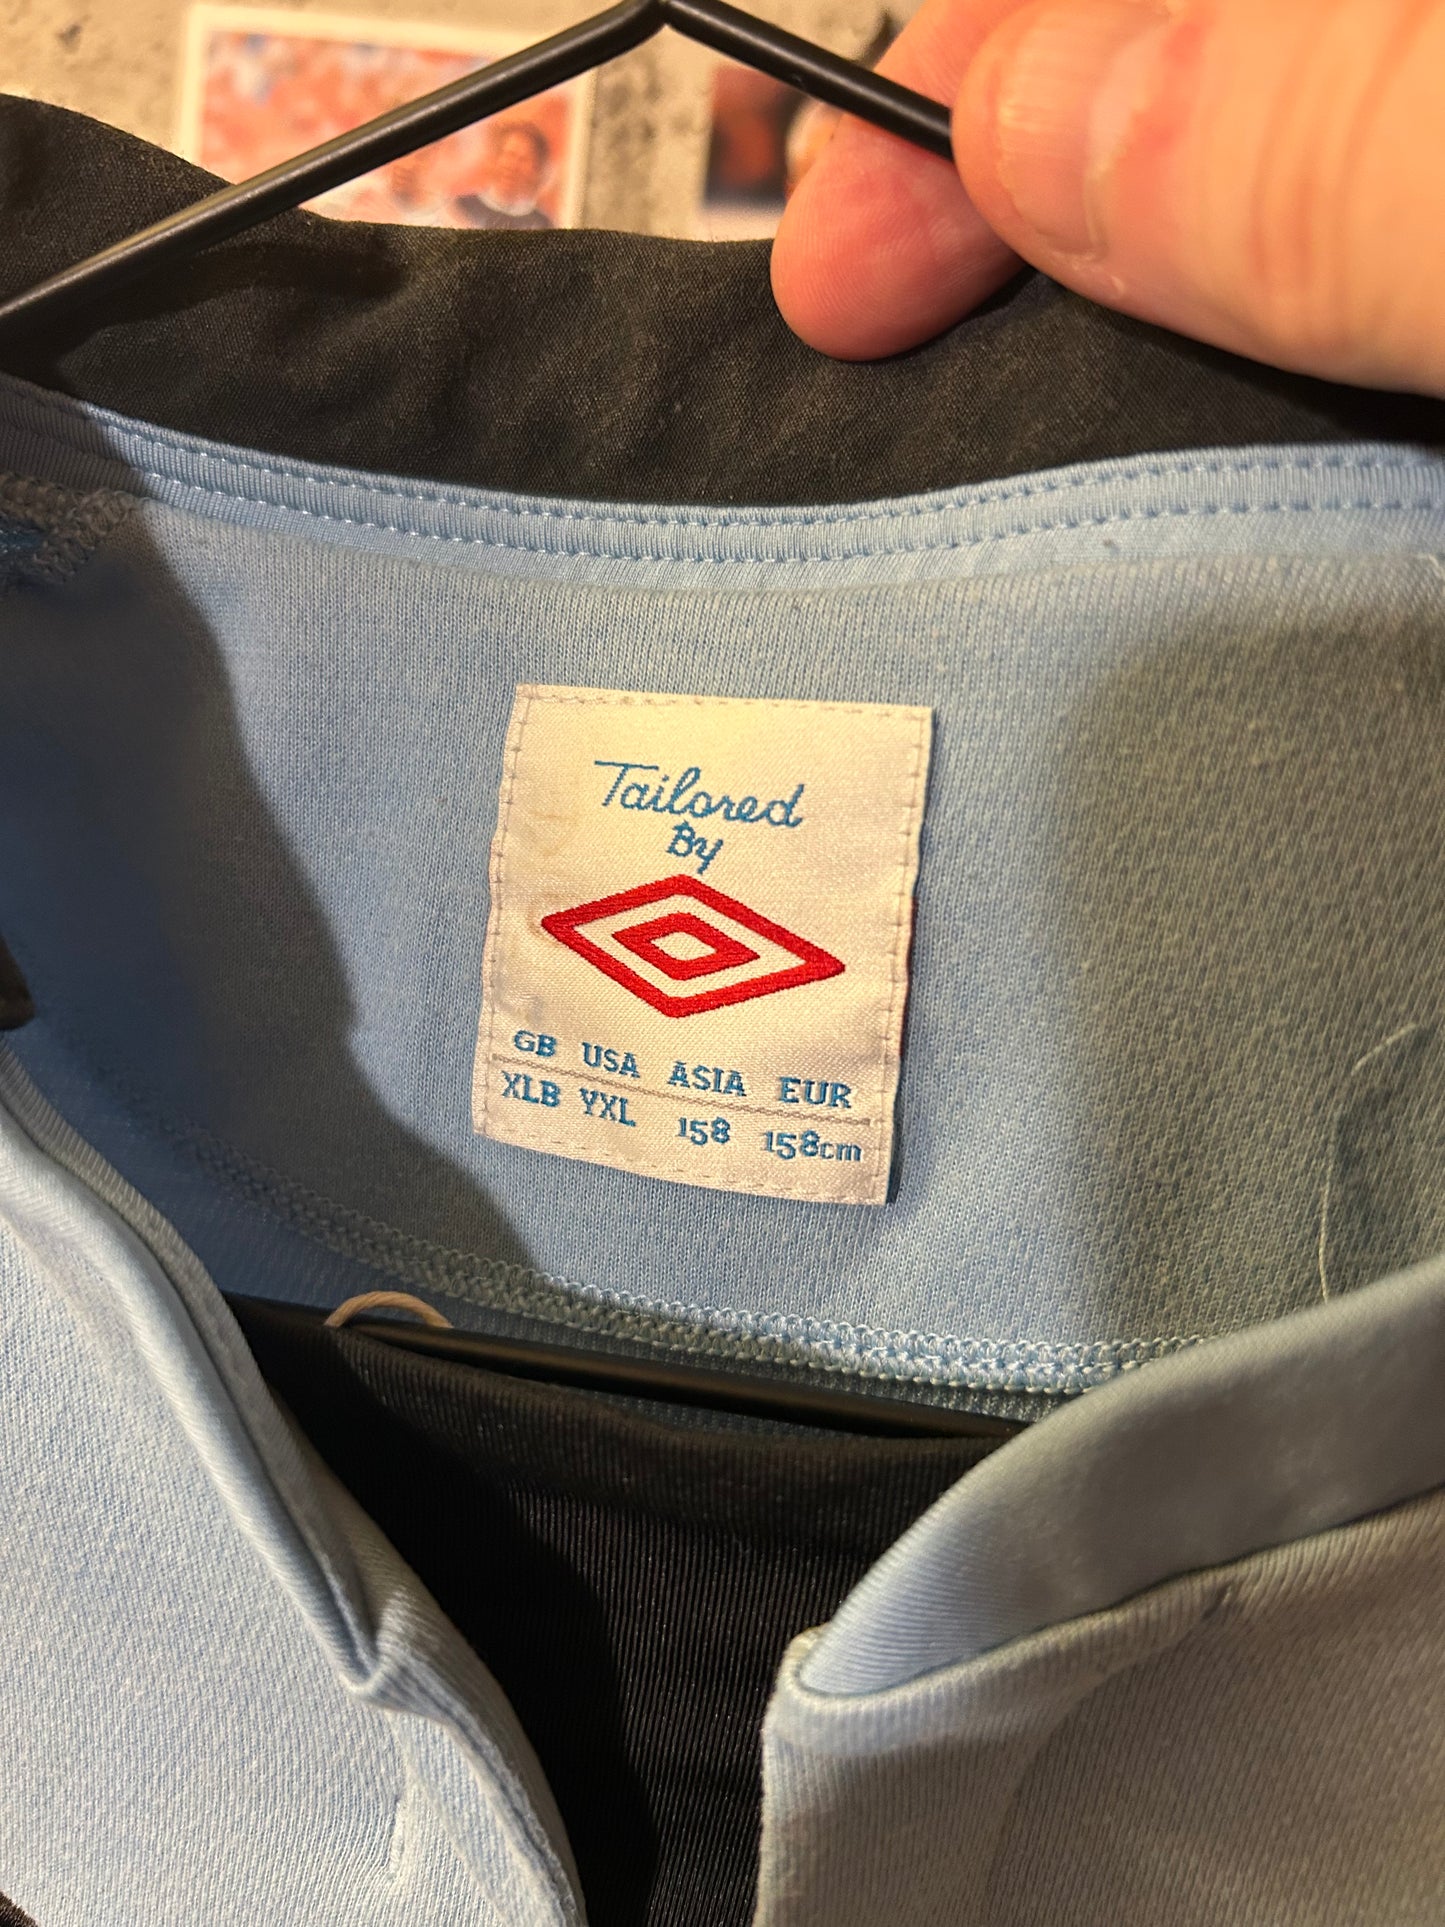 Tailored
By
GB USA ASIA EUR
XLB YXL 158 158cm